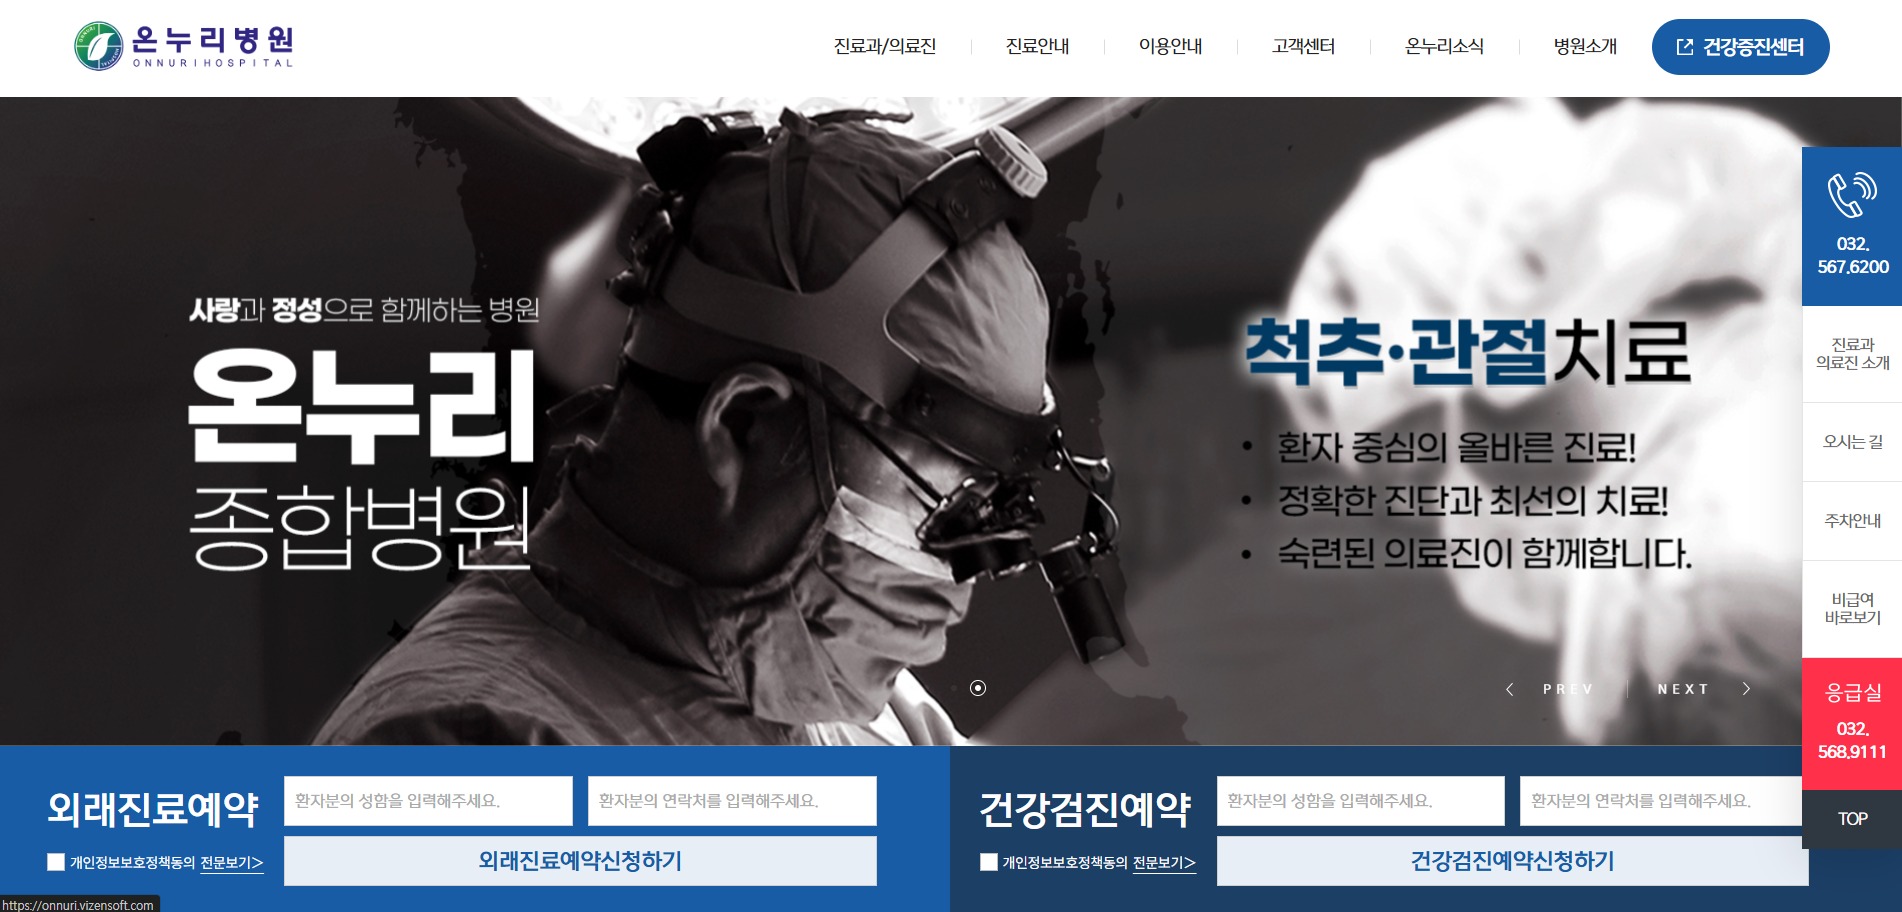 온누리병원
ONNURI HOSPITAL
진료과/의료진
진료안내
이용안내
고객센터
온누리소식
병원소개
건강증진센터
사랑과 정성으로 함께하는 병원
온누리
종합병원
척추·관절치료
• 환자 중심의 올바른 진료!
• 정확한 진단과 최선의 치료!
• 숙련된 의료진이 함께합니다.
PREV
NEXT
032.
567.6200
진료과
의료진 소개
오시는 길
주차안내
비급여
바로보기
응급실
032.
568.9111
TOP
외래진료예약
환자분의 성함을 입력해주세요.
환자분의 연락처를 입력해주세요.
개인정보보호정책동의 전문보기>
외래진료예약신청하기
건강검진예약
환자분의 성함을 입력해주세요.
환자분의 연락처를 입력해주세요.
개인정보보호정책동의 전문보기>
건강검진예약신청하기
https://onnuri.vizensoft.com